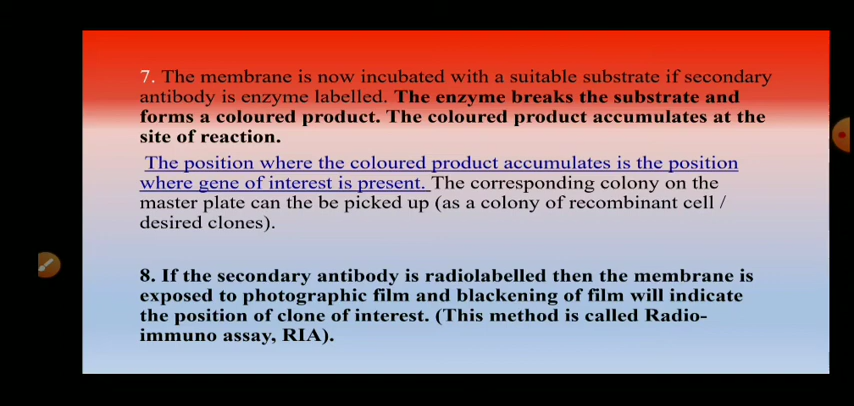 7. The membrane is now incubated with a suitable substrate if secondary
antibody is enzyme labelled. The enzyme breaks the substrate and
forms a coloured product. The coloured product accumulates at the
site of reaction.
The position where the coloured product accumulates is the position
where gene of interest is present. The corresponding colony on the
master plate can the be picked up (as a colony of recombinant cell /
desired clones).
8. If the secondary antibody is radiolabelled then the membrane is
exposed to photographic film and blackening of film will indicate
the position of clone of interest. (This method is called Radio-
immuno assay, RIA).